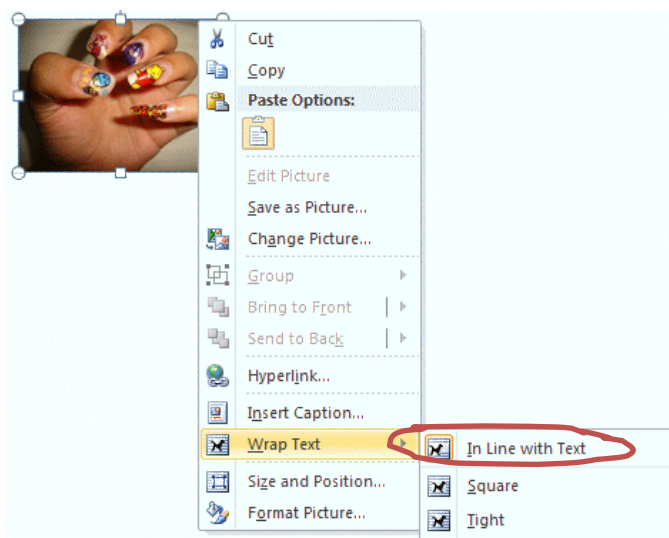 Cut
Copy
Paste Options:
Edit Picture
Save as Picture...
Change Picture...
Group
Bring to Front
Send to Back
Hyperlink...
Insert Caption...
Wrap Text
In Line with Text
Size and Position...
Square
Format Picture...
Tight